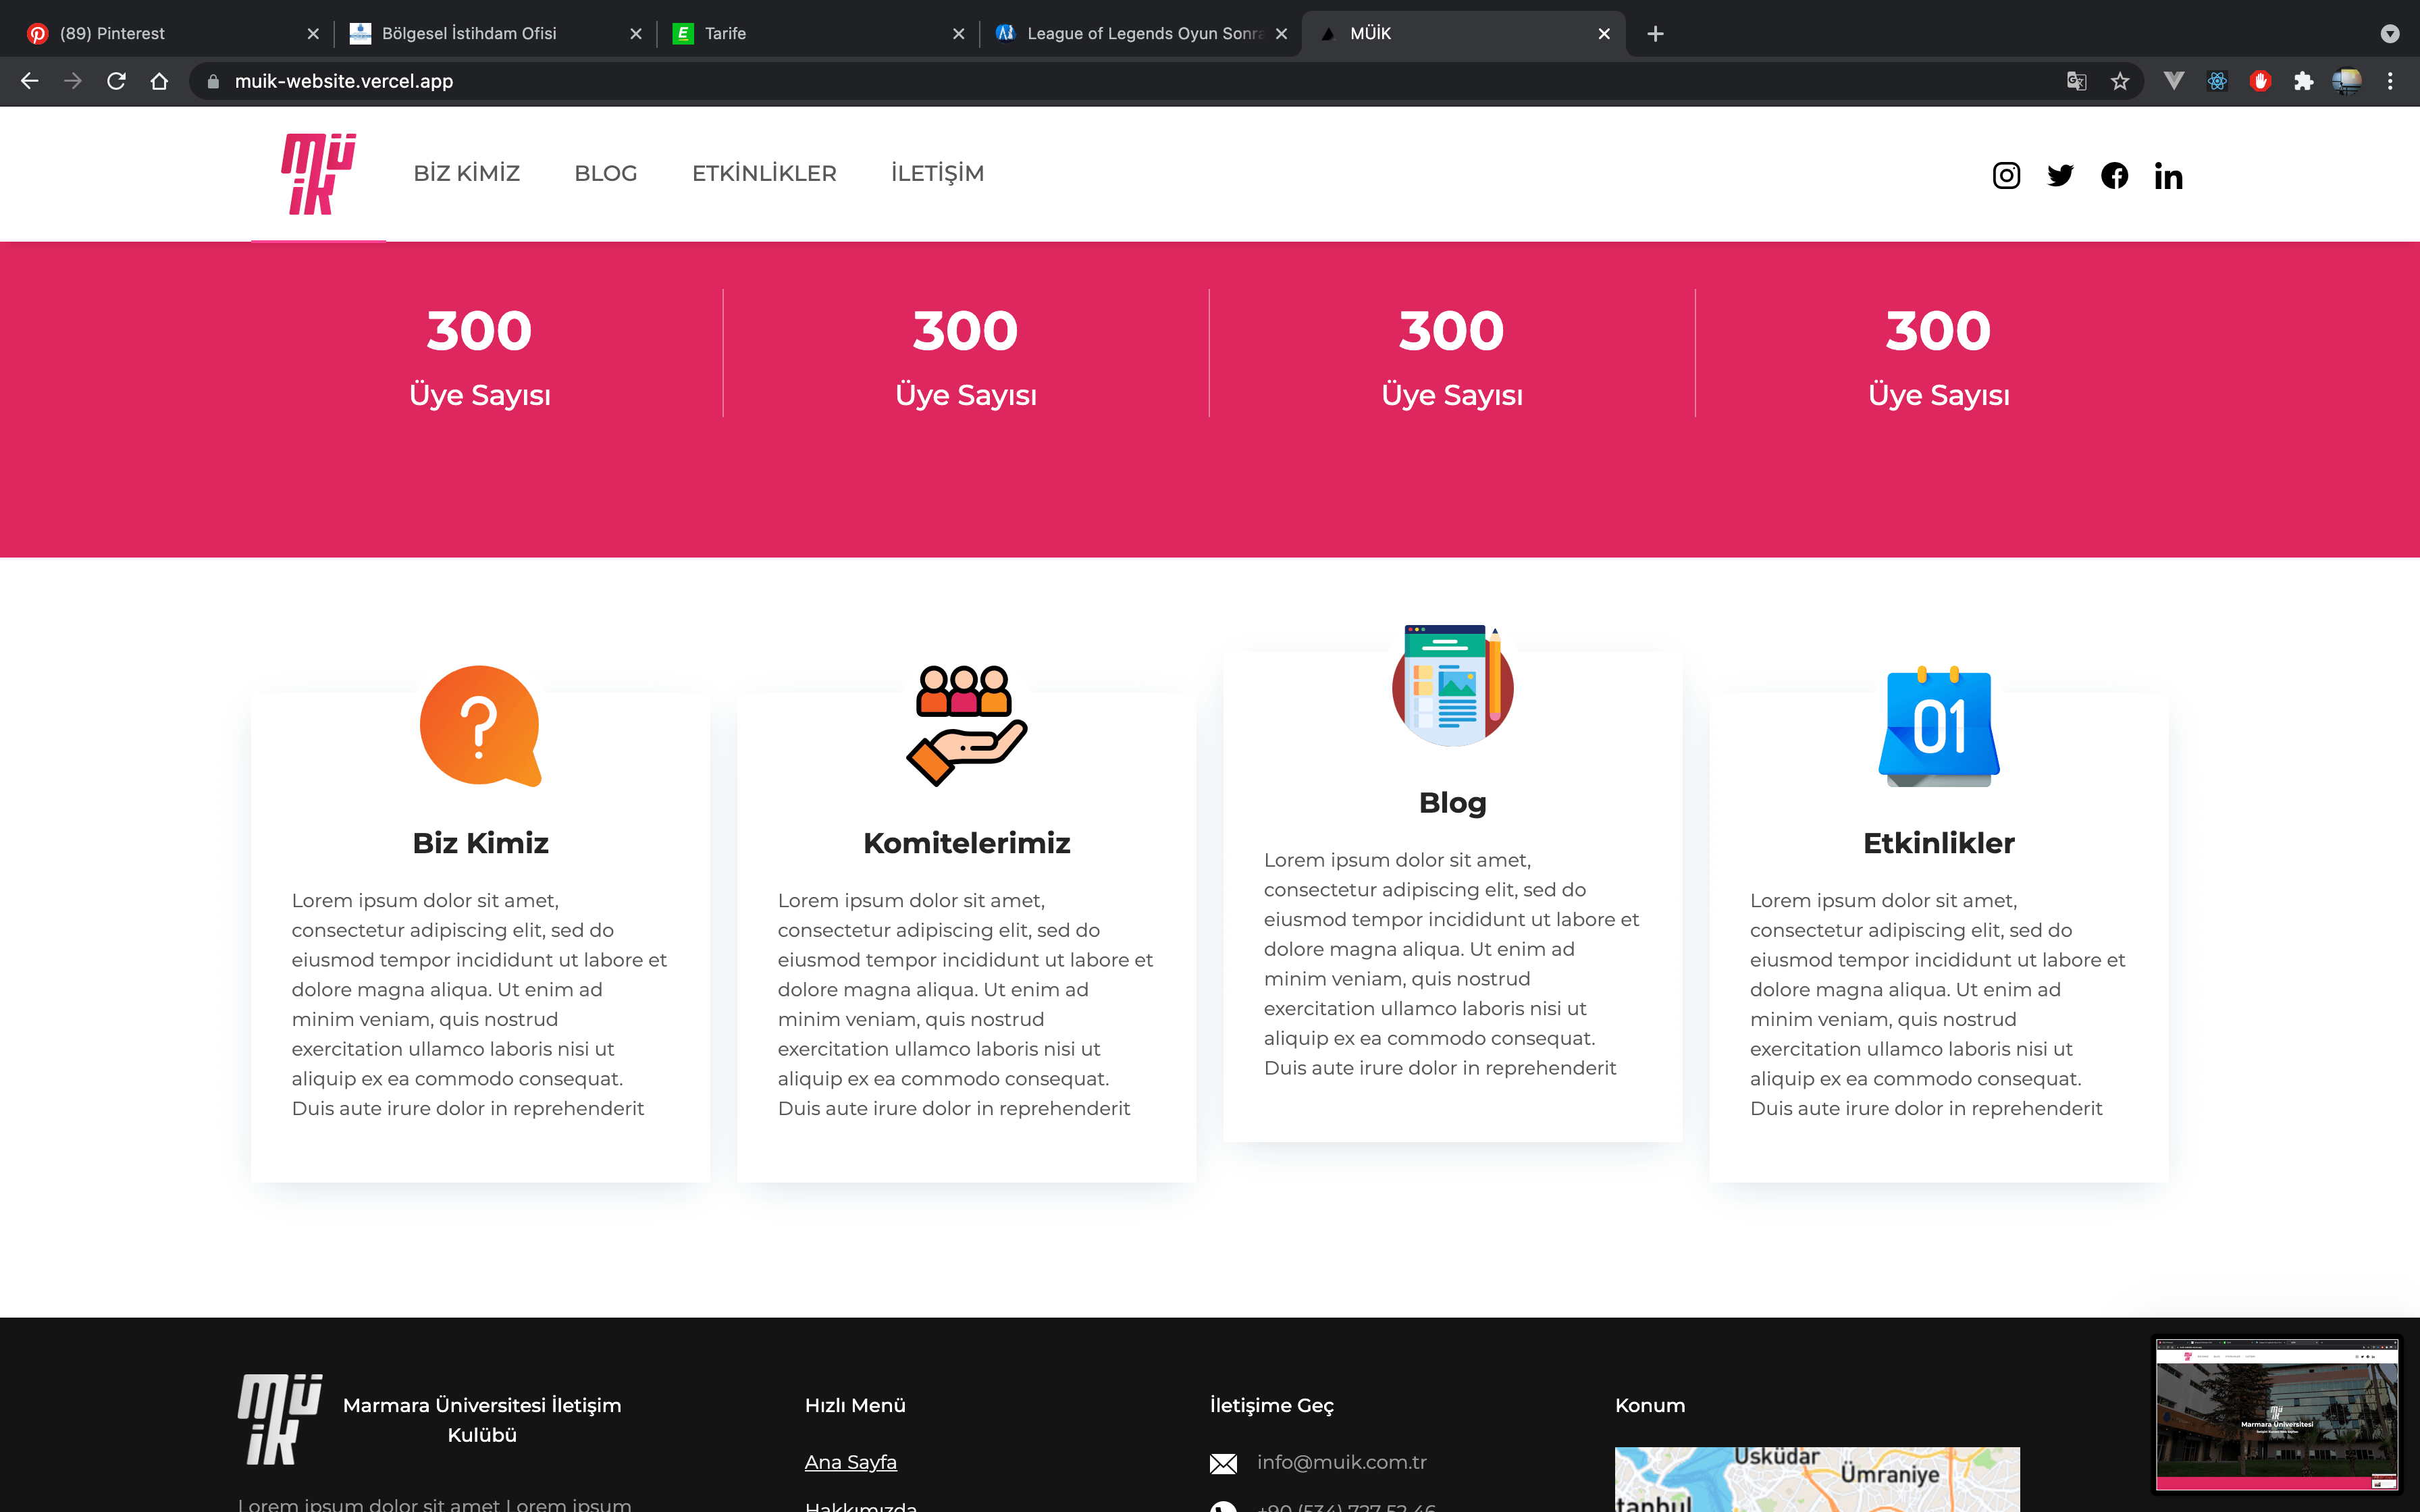 (89) Pinterest
Bölgesel İstihdam Ofisi
Tarife
League of Legends Oyun Sonra
MÜİK
muik-website.vercel.app
müik
BİZ KİMİZ
BLOG
ETKİNLİKLER
İLETİŞİM
300
Üye Sayısı
300
Üye Sayısı
300
Üye Sayısı
300
Üye Sayısı
Biz Kimiz
Lorem ipsum dolor sit amet,
consectetur adipiscing elit, sed do
eiusmod tempor incididunt ut labore et
dolore magna aliqua. Ut enim ad
minim veniam, quis nostrud
exercitation ullamco laboris nisi ut
aliquip ex ea commodo consequat.
Duis aute irure dolor in reprehenderit
Komitelerimiz
Lorem ipsum dolor sit amet,
consectetur adipiscing elit, sed do
eiusmod tempor incididunt ut labore et
dolore magna aliqua. Ut enim ad
minim veniam, quis nostrud
exercitation ullamco laboris nisi ut
aliquip ex ea commodo consequat.
Duis aute irure dolor in reprehenderit
Blog
Lorem ipsum dolor sit amet,
consectetur adipiscing elit, sed do
eiusmod tempor incididunt ut labore et
dolore magna aliqua. Ut enim ad
minim veniam, quis nostrud
exercitation ullamco laboris nisi ut
aliquip ex ea commodo consequat.
Duis aute irure dolor in reprehenderit
01
Etkinlikler
Lorem ipsum dolor sit amet,
consectetur adipiscing elit, sed do
eiusmod tempor incididunt ut labore et
dolore magna aliqua. Ut enim ad
minim veniam, quis nostrud
exercitation ullamco laboris nisi ut
aliquip ex ea commodo consequat.
Duis aute irure dolor in reprehenderit
müik
Marmara Üniversitesi İletişim
Kulübü
Lorem ipsum dolor sit amet Lorem ipsum
Hızlı Menü
Ana Sayfa
Hakkımızda
İletişime Geç
info@muik.com.tr
+90 (534) 727 52 46
Konum
Üsküdar
Ümraniye
tanbul
Marmara Üniversitesi